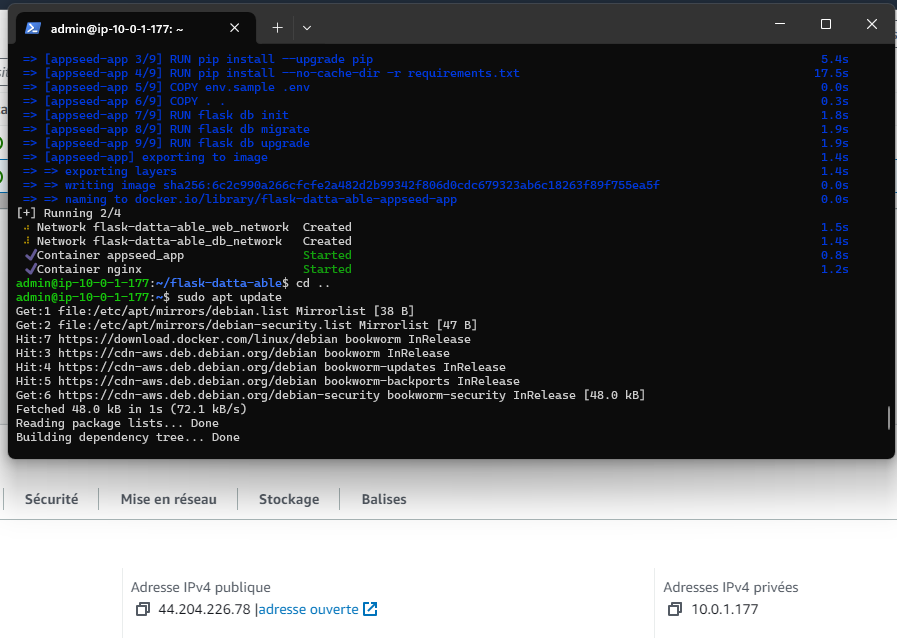 admin@ip-10-0-1-177: ~
=> [appseed-app 3/9] RUN pip install --upgrade pip 5.4s
=> [appseed-app 4/9] RUN pip install --no-cache-dir -r requirements.txt 17.5s
=> [appseed-app 5/9] COPY env.sample .env 0.0s
=> [appseed-app 6/9] COPY . . 0.3s
=> [appseed-app 7/9] RUN flask db init 1.8s
=> [appseed-app 8/9] RUN flask db migrate 1.9s
=> [appseed-app 9/9] RUN flask db upgrade 1.9s
=> [appseed-app] exporting to image 1.4s
=> => exporting layers 1.4s
=> => writing image sha256:6c2c990a266cfcfe2a482d2b99342f806d0cdc679323ab6c18263f89f755ea5f 0.0s
=> => naming to docker.io/library/flask-datta-able-appseed-app 0.0s
[+] Running 2/4
Network flask-datta-able_web_network Created 1.5s
Network flask-datta-able_db_network Created 1.4s
✔Container appseed_app Started 0.8s
✔Container nginx Started 1.2s
admin@ip-10-0-1-177:~/flask-datta-able$ cd ..
admin@ip-10-0-1-177:~$ sudo apt update
Get:1 file:/etc/apt/mirrors/debian.list Mirrorlist [38 B]
Get:2 file:/etc/apt/mirrors/debian-security.list Mirrorlist [47 B]
Hit:7 https://download.docker.com/linux/debian bookworm InRelease
Hit:3 https://cdn-aws.deb.debian.org/debian bookworm InRelease
Hit:4 https://cdn-aws.deb.debian.org/debian bookworm-updates InRelease
Hit:5 https://cdn-aws.deb.debian.org/debian bookworm-backports InRelease
Get:6 https://cdn-aws.deb.debian.org/debian-security bookworm-security InRelease [48.0 kB]
Fetched 48.0 kB in 1s (72.1 kB/s)
Reading package lists... Done
Building dependency tree... Done
Sécurité Mise en réseau Stockage Balises
Adresse IPv4 publique Adresses IPv4 privées
44.204.226.78 |adresse ouverte 10.0.1.177